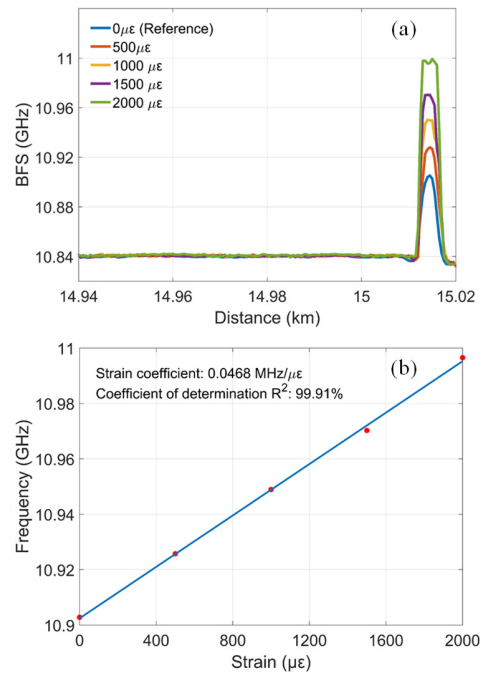 (a)
0με (Reference)
500με
1000 με
1500 με
2000 με
BFS (GHz)
11
10.96
10.92
10.88
10.84
14.94
14.96
14.98
15
15.02
Distance (km)
(b)
Strain coefficient: 0.0468 MHz/με
Coefficient of determination R²: 99.91%
Frequency (GHz)
11
10.98
10.96
10.94
10.92
10.9
0
400
800
1200
1600
2000
Strain (με)